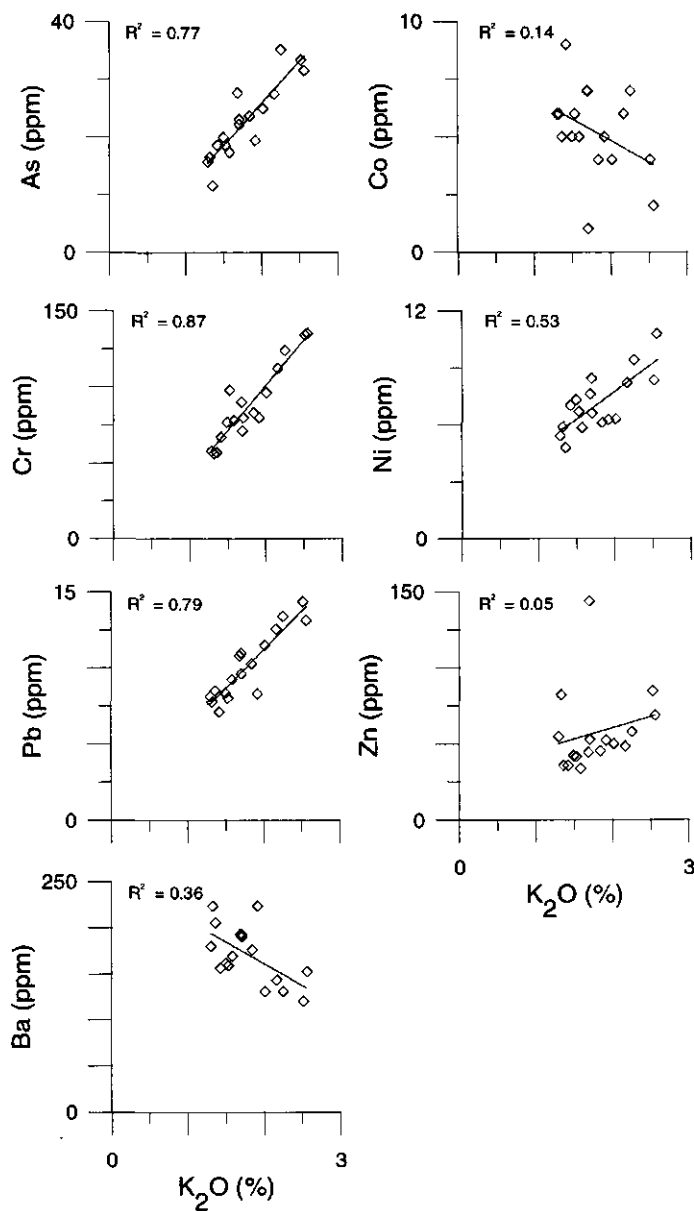 40
R² = 0.77
As (ppm)
0
10
R² = 0.14
Co (ppm)
0
150
R² = 0.87
Cr (ppm)
0
12
R² = 0.53
Ni (ppm)
0
15
R² = 0.79
Pb (ppm)
0
150
R² = 0.05
Zn (ppm)
0
0
3
K₂O (%)
250
R² = 0.36
Ba (ppm)
0
0
3
K₂O (%)